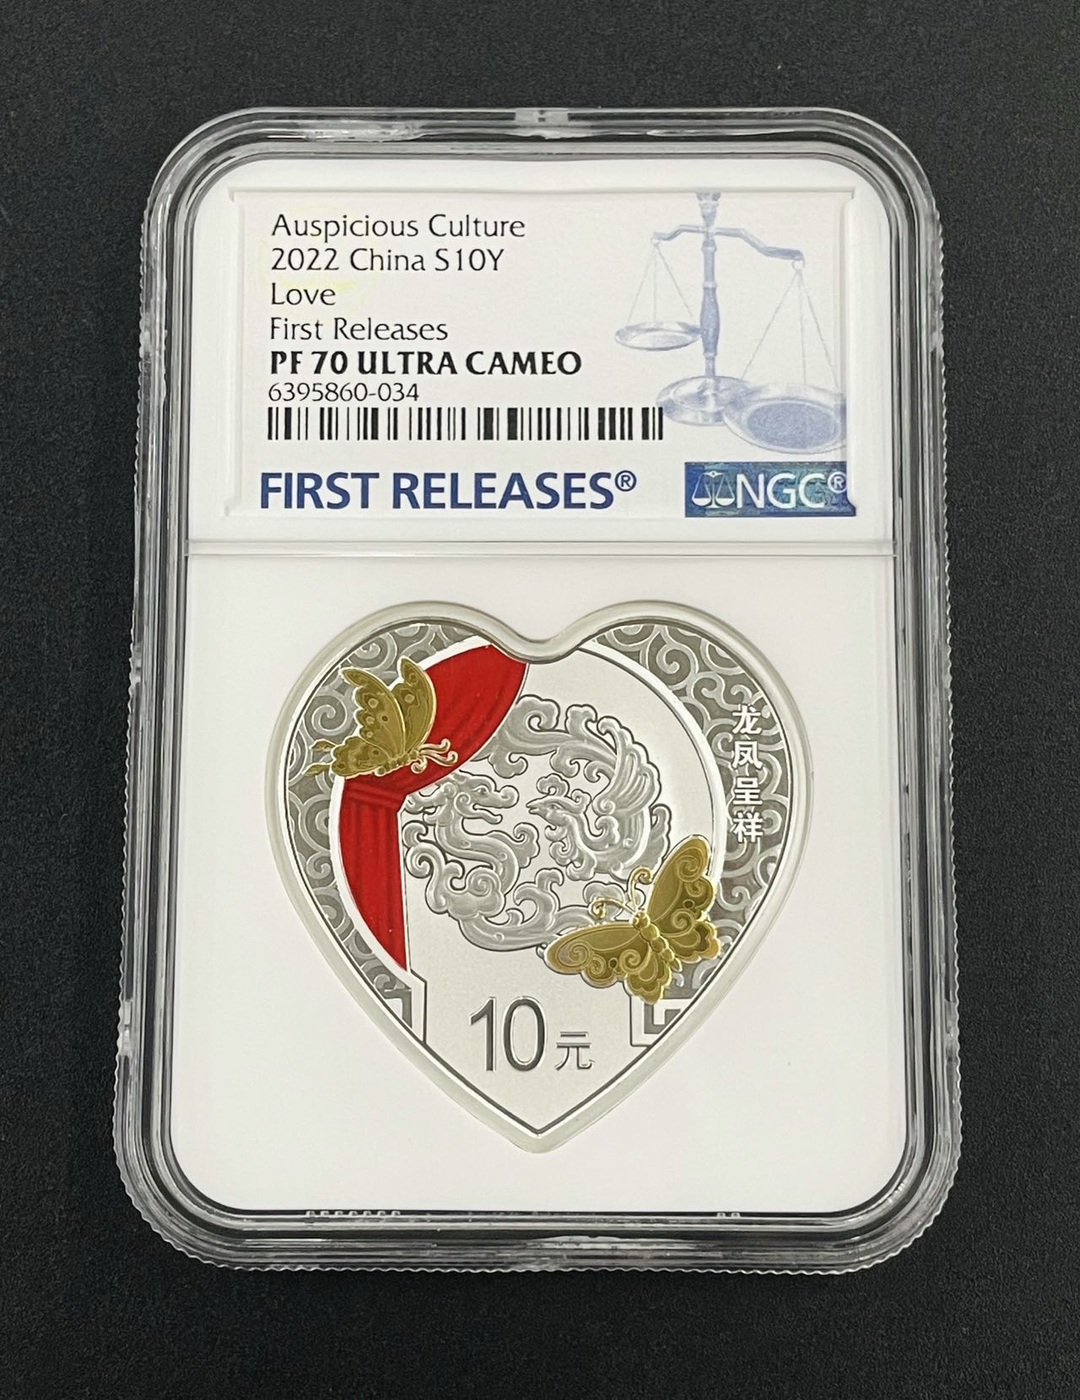 Auspicious Culture
2022 China S10Y
Love
First Releases
PF 70 ULTRA CAMEO
6395860-034
FIRST RELEASES®
NGC®
龙凤呈祥
10元